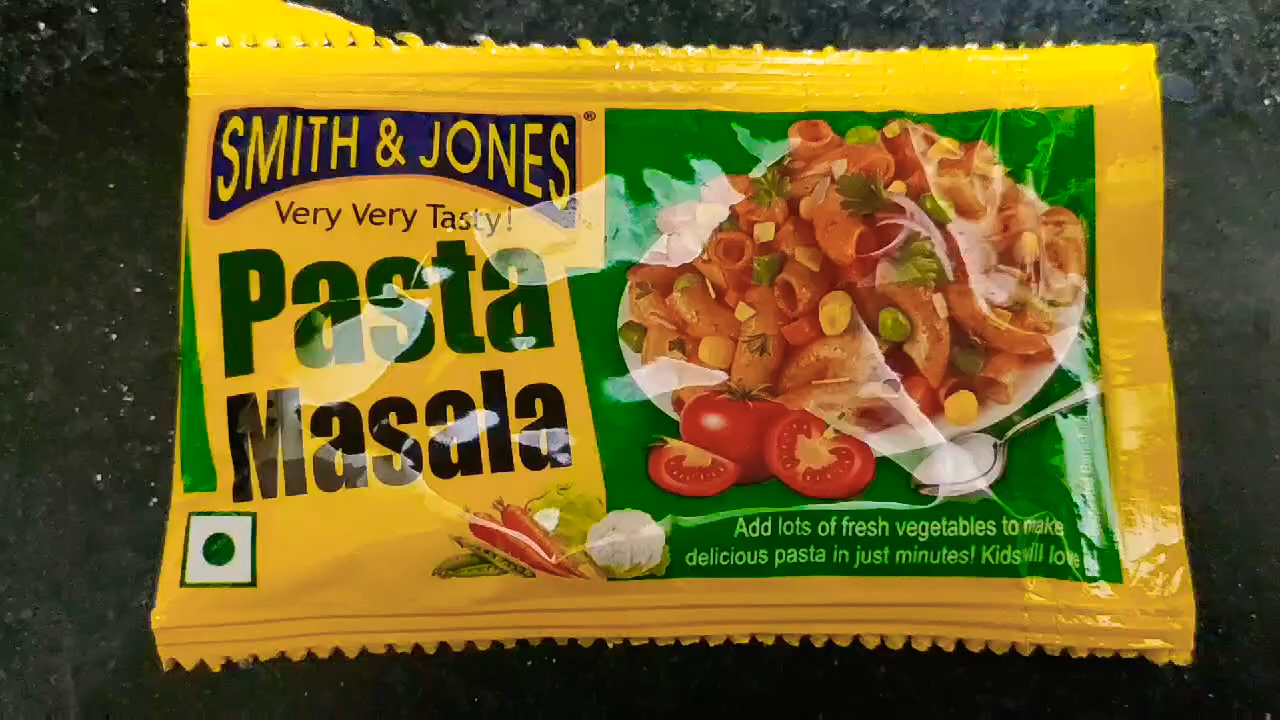 SMITH & JONES®
Very Very Tasty!
Pasta
Masala
Add lots of fresh vegetables to make
delicious pasta in just minutes! Kids will love